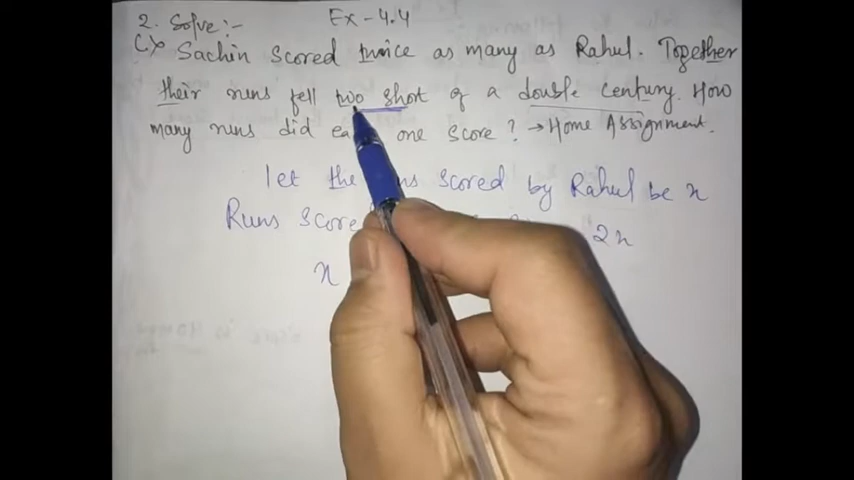 2. Solve:- Ex-4.4
C) Sachin Scored twice as many as Rahul. Together
their runs fell two short of a double century. How
many runs did ea one Score? →Home Assignment.
let the ns Scored by Rahul be x
Runs Score 2x
x